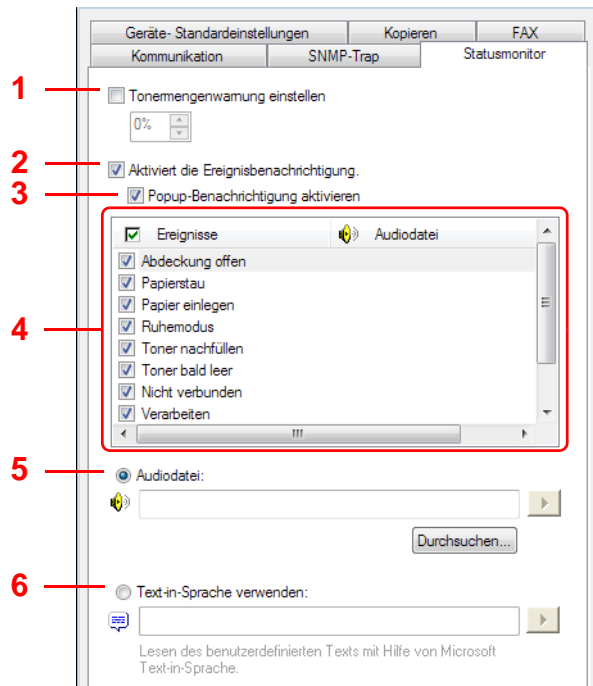 Geräte- Standardeinstellungen Kopieren FAX
Kommunikation SNMP-Trap Statusmonitor
1 Tonermengenwarnung einstellen
0%
2 Aktiviert die Ereignisbenachrichtigung.
3 Popup-Benachrichtigung aktivieren
Ereignisse Audiodatei
Abdeckung offen
Papierstau
Papier einlegen
4 Ruhemodus
Toner nachfüllen
Toner bald leer
Nicht verbunden
Verarbeiten
5 Audiodatei:
Durchsuchen...
6 Text-in-Sprache verwenden:
Lesen des benutzerdefinierten Texts mit Hilfe von Microsoft
Text-in-Sprache.